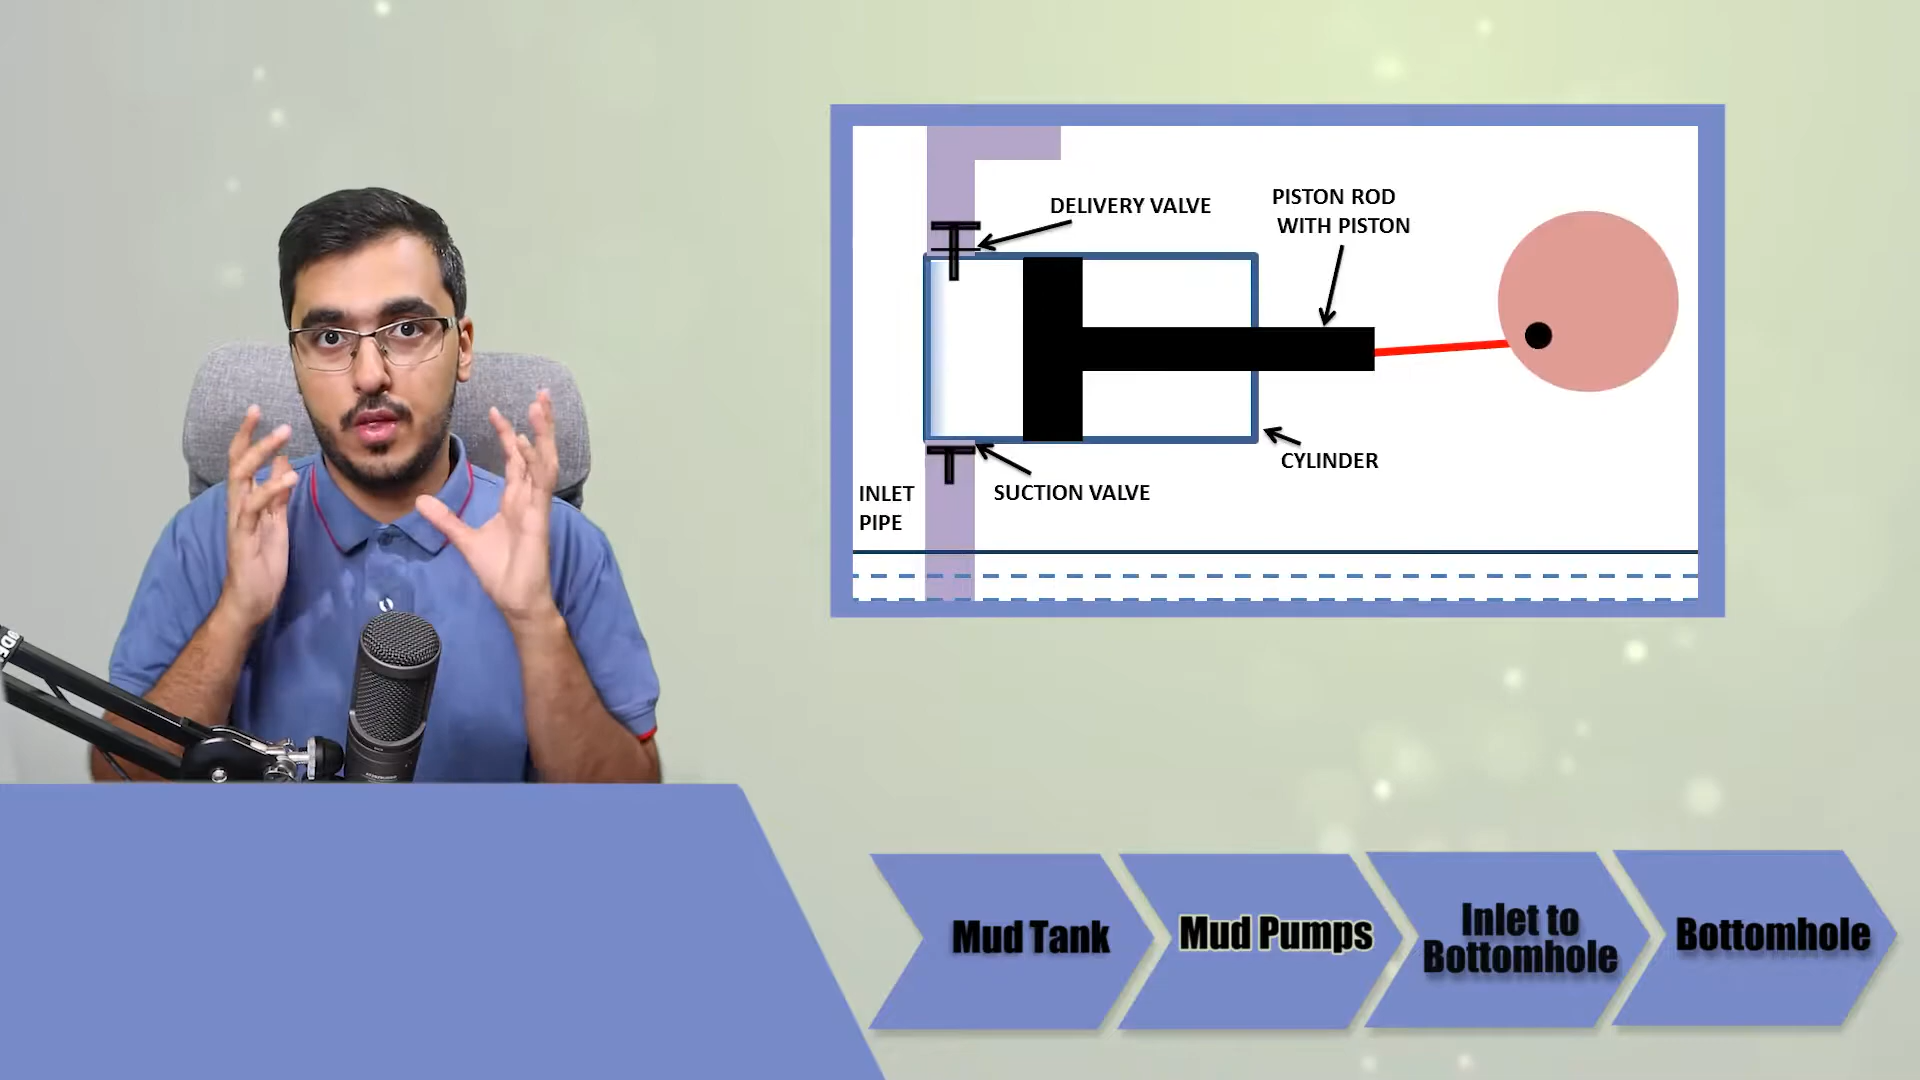 DELIVERY VALVE
PISTON ROD
WITH PISTON
CYLINDER
SUCTION VALVE
INLET
PIPE
Mud Tank
Mud Pumps
Inlet to
Bottomhole
Bottomhole